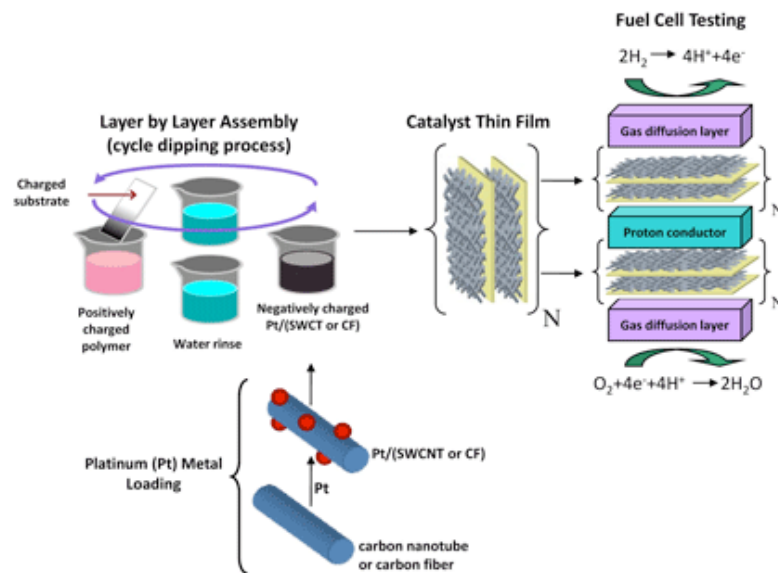 Fuel Cell Testing
2H₂ → 4H⁺+4e⁻
Layer by Layer Assembly
(cycle dipping process)
Catalyst Thin Film
Gas diffusion layer
Charged
substrate
N
Proton conductor
Positively
charged
polymer
Water rinse
Negatively charged
Pt/(SWCT or CF)
N
N
Gas diffusion layer
O₂+4e⁻+4H⁺ → 2H₂O
Platinum (Pt) Metal
Loading
Pt/(SWCNT or CF)
Pt
carbon nanotube
or carbon fiber